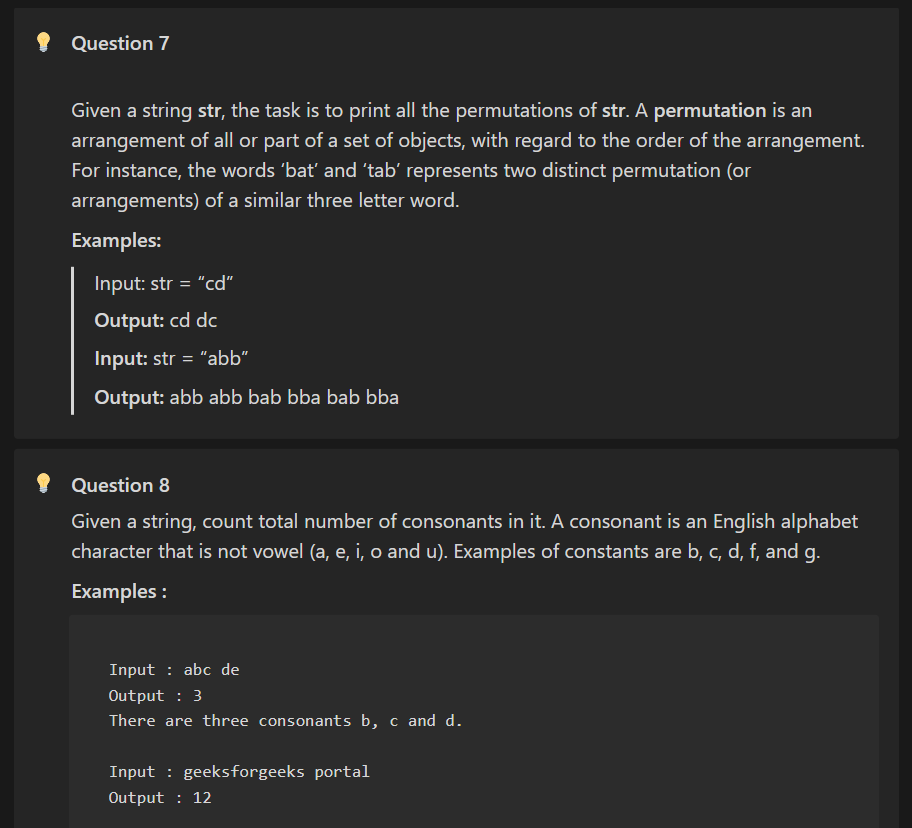 Question 7
Given a string str, the task is to print all the permutations of str. A permutation is an
arrangement of all or part of a set of objects, with regard to the order of the arrangement.
For instance, the words ‘bat’ and ‘tab’ represents two distinct permutation (or
arrangements) of a similar three letter word.
Examples:
Input: str = “cd”
Output: cd dc
Input: str = “abb”
Output: abb abb bab bba bab bba
Question 8
Given a string, count total number of consonants in it. A consonant is an English alphabet
character that is not vowel (a, e, i, o and u). Examples of constants are b, c, d, f, and g.
Examples :
Input : abc de
Output : 3
There are three consonants b, c and d.
Input : geeksforgeeks portal
Output : 12